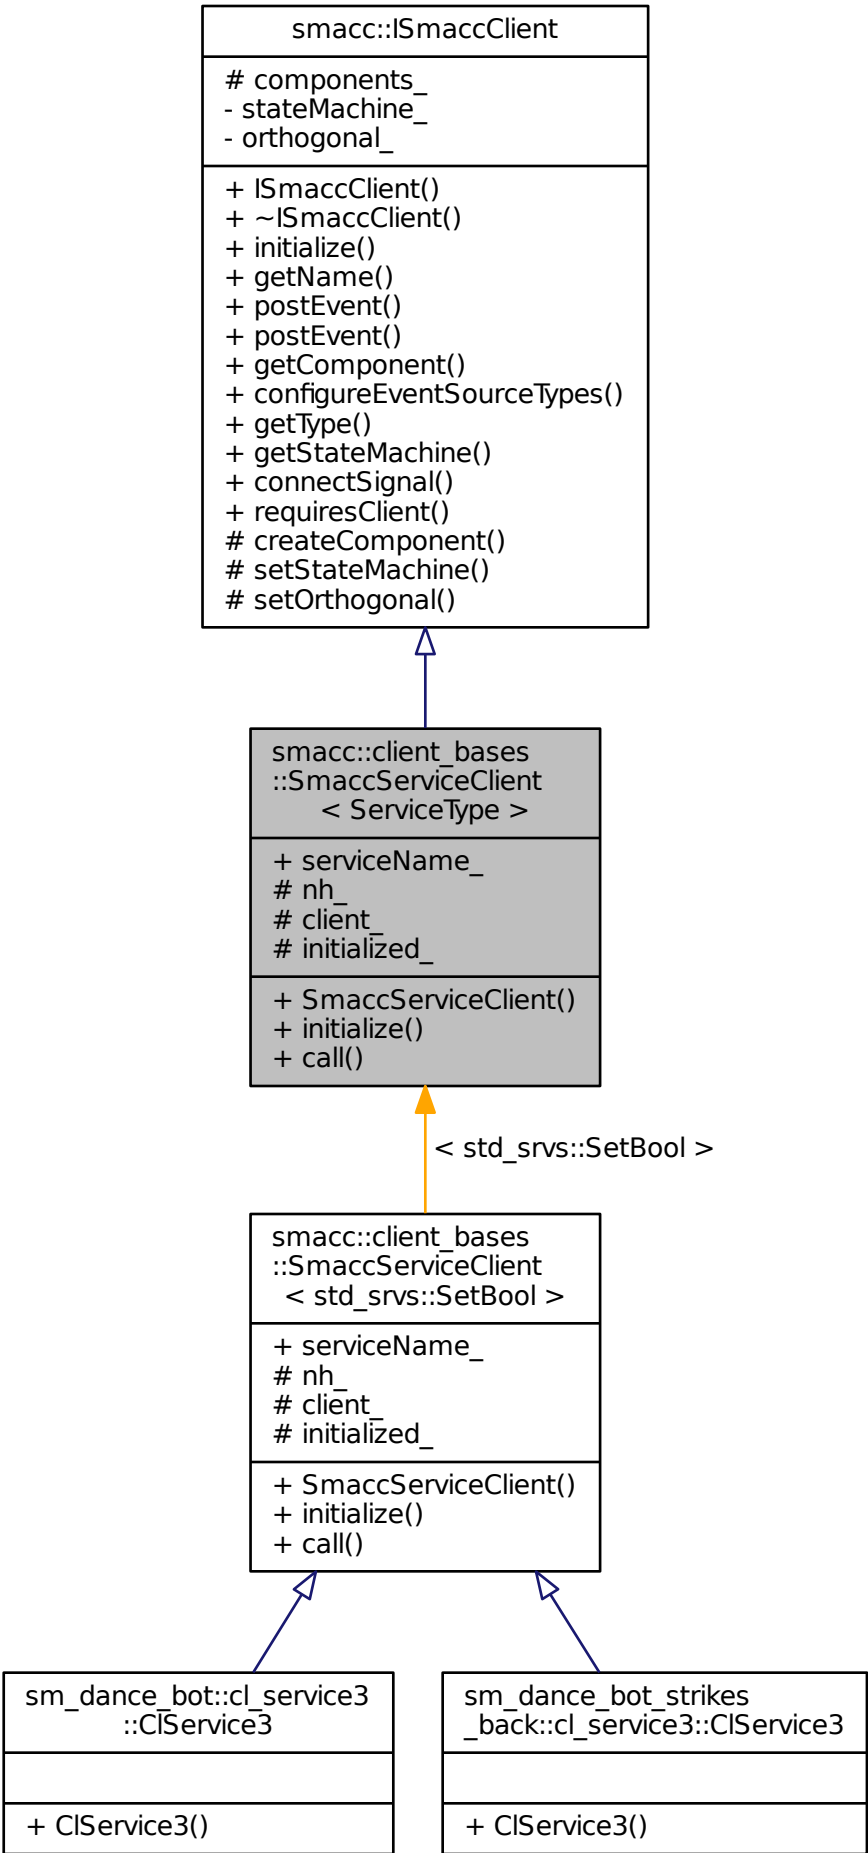 smacc::ISmaccClient
# components_
- stateMachine_
- orthogonal_
+ ISmaccClient()
+ ~ISmaccClient()
+ initialize()
+ getName()
+ postEvent()
+ postEvent()
+ getComponent()
+ configureEventSourceTypes()
+ getType()
+ getStateMachine()
+ connectSignal()
+ requiresClient()
# createComponent()
# setStateMachine()
# setOrthogonal()
smacc::client_bases
::SmaccServiceClient
< ServiceType >
+ serviceName_
# nh_
# client_
# initialized_
+ SmaccServiceClient()
+ initialize()
+ call()
< std_srvs::SetBool >
smacc::client_bases
::SmaccServiceClient
< std_srvs::SetBool >
+ serviceName_
# nh_
# client_
# initialized_
+ SmaccServiceClient()
+ initialize()
+ call()
sm_dance_bot::cl_service3
::ClService3
+ ClService3()
sm_dance_bot_strikes
_back::cl_service3::ClService3
+ ClService3()